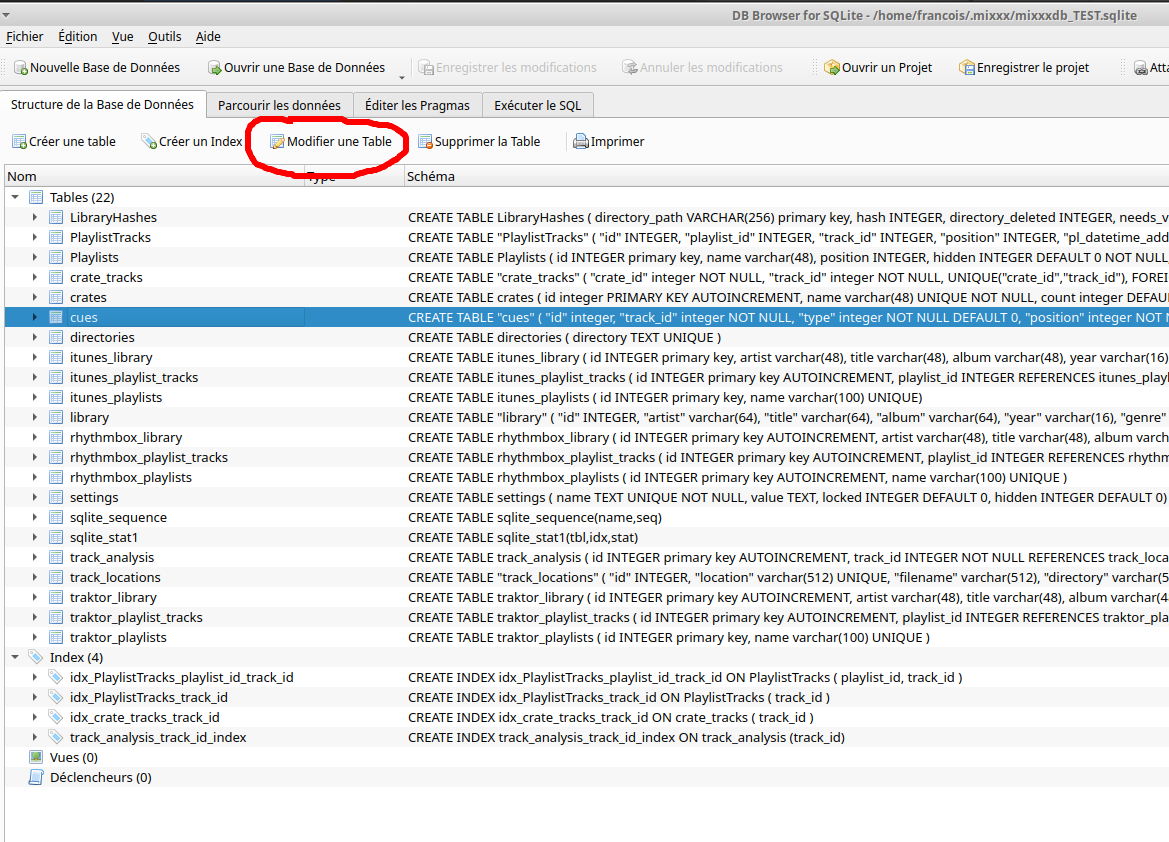 DB Browser for SQLite - /home/francois/.mixxx/mixxxdb_TEST.sqlite
Fichier Édition Vue Outils Aide
Nouvelle Base de Données Ouvrir une Base de Données Enregistrer les modifications Annuler les modifications Ouvrir un Projet Enregistrer le projet Atta
Structure de la Base de Données Parcourir les données Éditer les Pragmas Exécuter le SQL
Créer une table Créer un Index Modifier une Table Supprimer la Table Imprimer
Nom Type Schéma
Tables (22)
LibraryHashes CREATE TABLE LibraryHashes ( directory_path VARCHAR(256) primary key, hash INTEGER, directory_deleted INTEGER, needs_v
PlaylistTracks CREATE TABLE "PlaylistTracks" ( "id" INTEGER, "playlist_id" INTEGER, "track_id" INTEGER, "position" INTEGER, "pl_datetime_add
Playlists CREATE TABLE Playlists ( id INTEGER primary key, name varchar(48), position INTEGER, hidden INTEGER DEFAULT 0 NOT NULL,
crate_tracks CREATE TABLE "crate_tracks" ( "crate_id" integer NOT NULL, "track_id" integer NOT NULL, UNIQUE("crate_id","track_id"), FOREI
crates CREATE TABLE crates ( id integer PRIMARY KEY AUTOINCREMENT, name varchar(48) UNIQUE NOT NULL, count integer DEFAU
cues CREATE TABLE "cues" ( "id" integer, "track_id" integer NOT NULL, "type" integer NOT NULL DEFAULT 0, "position" integer NOT N
directories CREATE TABLE directories ( directory TEXT UNIQUE )
itunes_library CREATE TABLE itunes_library ( id INTEGER primary key, artist varchar(48), title varchar(48), album varchar(48), year varchar(16)
itunes_playlist_tracks CREATE TABLE itunes_playlist_tracks ( id INTEGER primary key AUTOINCREMENT, playlist_id INTEGER REFERENCES itunes_playl
itunes_playlists CREATE TABLE itunes_playlists ( id INTEGER primary key, name varchar(100) UNIQUE)
library CREATE TABLE "library" ( "id" INTEGER, "artist" varchar(64), "title" varchar(64), "album" varchar(64), "year" varchar(16), "genre"
rhythmbox_library CREATE TABLE rhythmbox_library ( id INTEGER primary key AUTOINCREMENT, artist varchar(48), title varchar(48), album varch
rhythmbox_playlist_tracks CREATE TABLE rhythmbox_playlist_tracks ( id INTEGER primary key AUTOINCREMENT, playlist_id INTEGER REFERENCES rhythm
rhythmbox_playlists CREATE TABLE rhythmbox_playlists ( id INTEGER primary key AUTOINCREMENT, name varchar(100) UNIQUE )
settings CREATE TABLE settings ( name TEXT UNIQUE NOT NULL, value TEXT, locked INTEGER DEFAULT 0, hidden INTEGER DEFAULT 0)
sqlite_sequence CREATE TABLE sqlite_sequence(name,seq)
sqlite_stat1 CREATE TABLE sqlite_stat1(tbl,idx,stat)
track_analysis CREATE TABLE track_analysis ( id INTEGER primary key AUTOINCREMENT, track_id INTEGER NOT NULL REFERENCES track_loca
track_locations CREATE TABLE "track_locations" ( "id" INTEGER, "location" varchar(512) UNIQUE, "filename" varchar(512), "directory" varchar(5
traktor_library CREATE TABLE traktor_library ( id INTEGER primary key AUTOINCREMENT, artist varchar(48), title varchar(48), album varchar(4
traktor_playlist_tracks CREATE TABLE traktor_playlist_tracks ( id INTEGER primary key AUTOINCREMENT, playlist_id INTEGER REFERENCES traktor_pla
traktor_playlists CREATE TABLE traktor_playlists ( id INTEGER primary key, name varchar(100) UNIQUE )
Index (4)
idx_PlaylistTracks_playlist_id_track_id CREATE INDEX idx_PlaylistTracks_playlist_id_track_id ON PlaylistTracks ( playlist_id, track_id )
idx_PlaylistTracks_track_id CREATE INDEX idx_PlaylistTracks_track_id ON PlaylistTracks ( track_id )
idx_crate_tracks_track_id CREATE INDEX idx_crate_tracks_track_id ON crate_tracks ( track_id )
track_analysis_track_id_index CREATE INDEX track_analysis_track_id_index ON track_analysis (track_id)
Vues (0)
Déclencheurs (0)